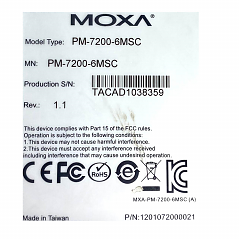 MOXA
Model Type: PM-7200-6MSC
MN: PM-7200-6MSC
Production S/N:
TACAD1038359
Rev.: 1.1
This device complies with Part 15 of the FCC rules.
Operation is subject to the following conditions:
1.This device may not cause harmful interference.
2.This device must accept any interference received
including interference that may cause undesired
operation.
CE RoHS
MXA-PM-7200-6MSC (A)
Made in Taiwan
P/N:1201072000021